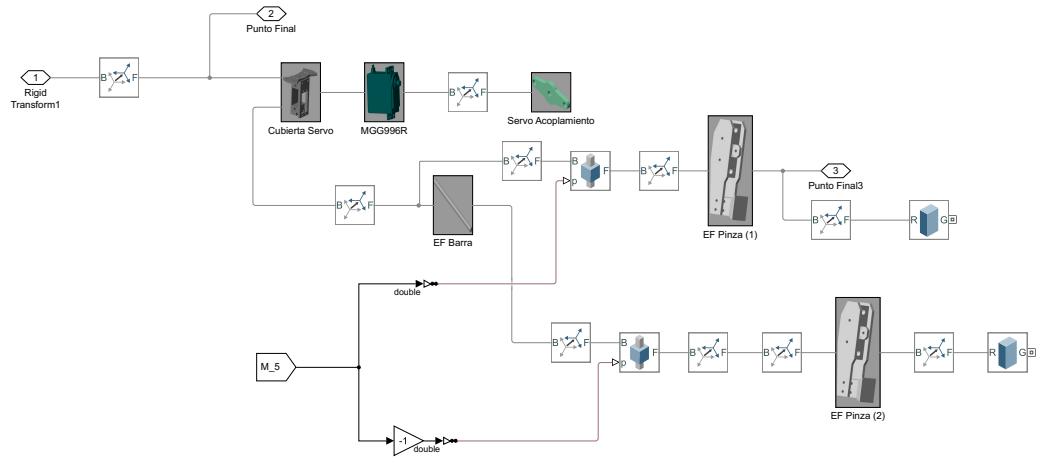 2
Punto Final
1
Rigid
Transform1
B F
Cubierta Servo
MGG996R
B F
Servo Acoplamiento
B F
B F
p
B F
EF Pinza (1)
3
Punto Final3
B F
R G
B F
EF Barra
double
M_5
-1
double
B F
B F
p
B F
B F
EF Pinza (2)
B F
R G